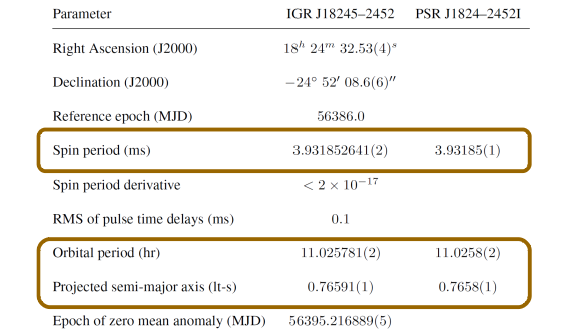 Parameter IGR J18245–2452 PSR J1824–2452I
Right Ascension (J2000) 18h 24m 32.53(4)s
Declination (J2000) −24° 52′ 08.6(6)′′
Reference epoch (MJD) 56386.0
Spin period (ms) 3.931852641(2) 3.93185(1)
Spin period derivative < 2 × 10−17
RMS of pulse time delays (ms) 0.1
Orbital period (hr) 11.025781(2) 11.0258(2)
Projected semi-major axis (lt-s) 0.76591(1) 0.7658(1)
Epoch of zero mean anomaly (MJD) 56395.216889(5)